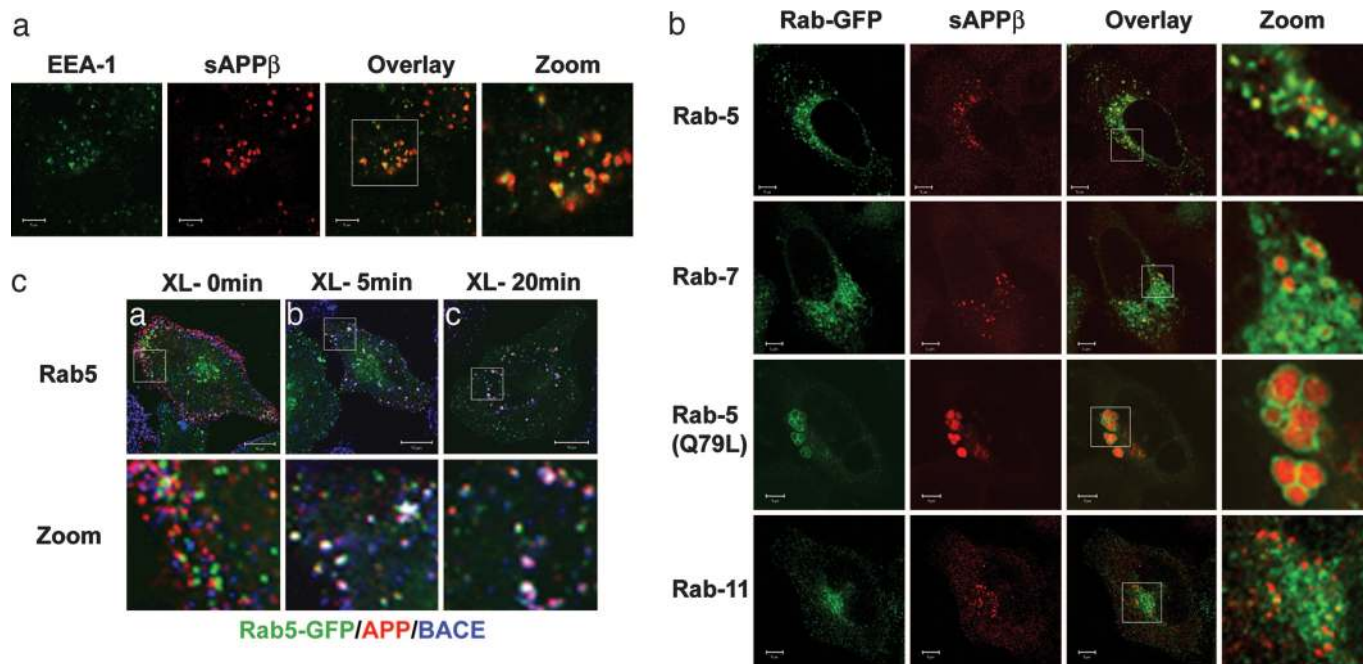 a
EEA-1 sAPPβ Overlay Zoom
b
Rab-GFP sAPPβ Overlay Zoom
Rab-5
Rab-7
Rab-5
(Q79L)
Rab-11
c
XL- 0min XL- 5min XL- 20min
a b c
Rab5
Zoom
Rab5-GFP/APP/BACE